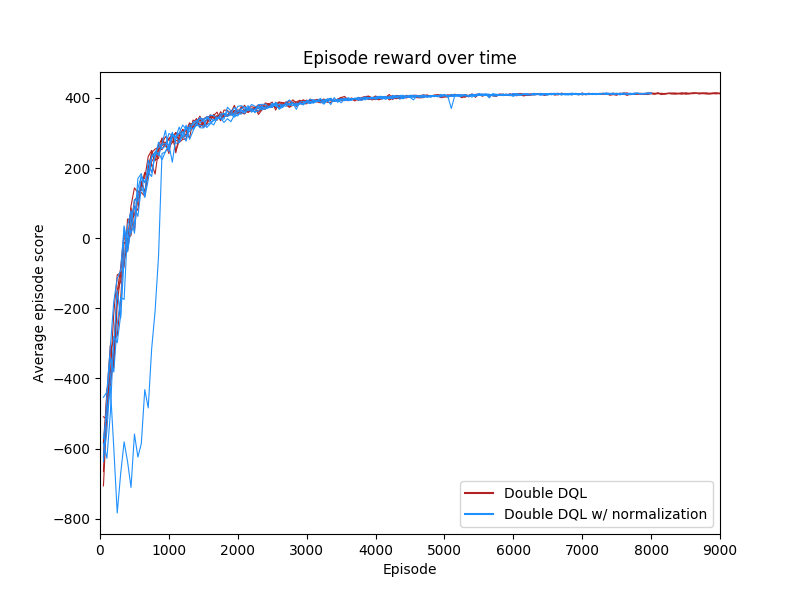 Episode reward over time
Average episode score
400
200
0
−200
−400
−600
−800
0 1000 2000 3000 4000 5000 6000 7000 8000 9000
Episode
Double DQL
Double DQL w/ normalization